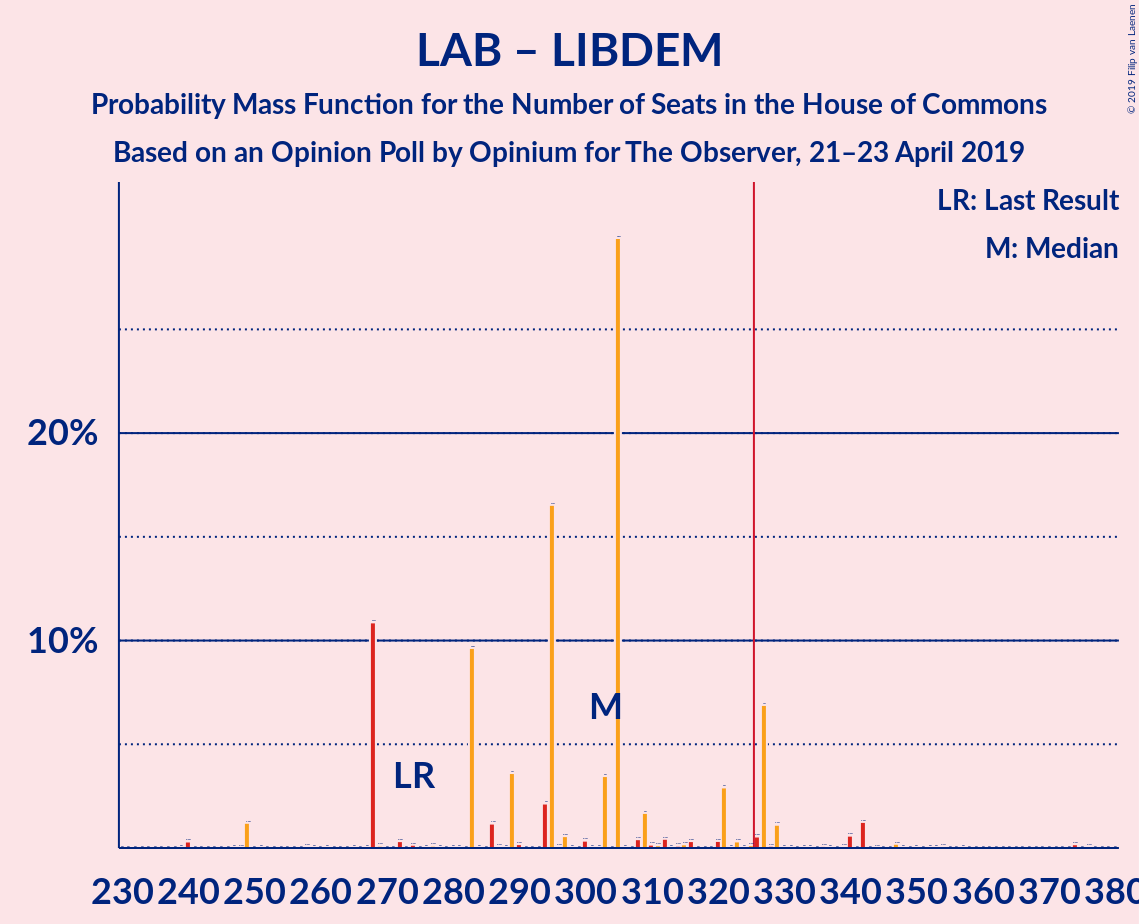 LAB – LIBDEM
Probability Mass Function for the Number of Seats in the House of Commons
Based on an Opinion Poll by Opinium for The Observer, 21–23 April 2019
© 2019 Filip van Laenen
LR: Last Result
M: Median
20%
10%
M
LR
230 240 250 260 270 280 290 300 310 320 330 340 350 360 370 380